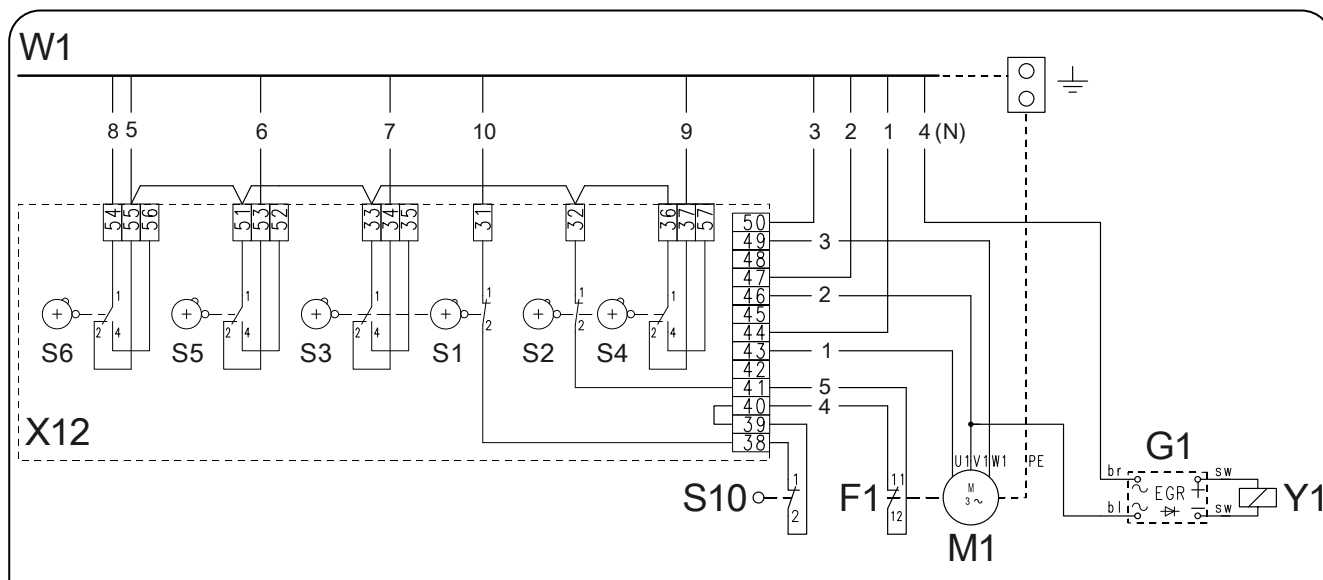 W1
8 5 6 7 10 9 3 2 1 4 (N)
54 55 56 51 53 52 33 34 35 31 32 36 37 57
50
49 3
48
47
46 2
45
44
43 1
42
41 5
40 4
39
38
1 1 1 1 1 1
2 4 2 4 2 4 2 2 2 4
S6 S5 S3 S1 S2 S4
X12
U1 V1 W1 PE
M
3 ~
M1
S10
1
2
F1
11
12
G1
br sw
~ EGR +
~ −
bl sw
Y1